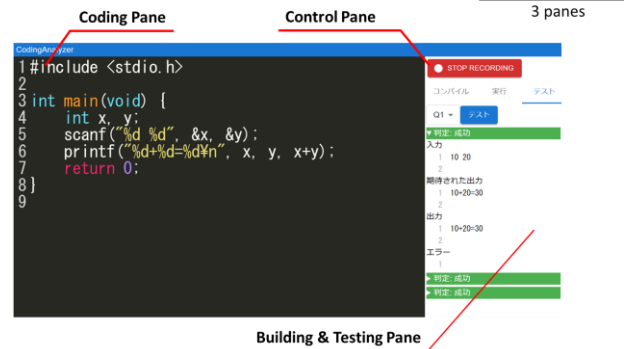 3 panes
Coding Pane
Control Pane
CodingAnalyzer
1 #include <stdio.h>
2
3 int main(void) {
4     int x, y;
5     scanf("%d %d", &x, &y);
6     printf("%d+%d=%d¥n", x, y, x+y);
7     return 0;
8 }
9
STOP RECORDING
コンパイル 実行 テスト
Q1 テスト
▼判定: 成功
入力
1 10 20
2
期待された出力
1 10+20=30
2
出力
1 10+20=30
2
エラー
1
▶判定: 成功
▶判定: 成功
Building & Testing Pane